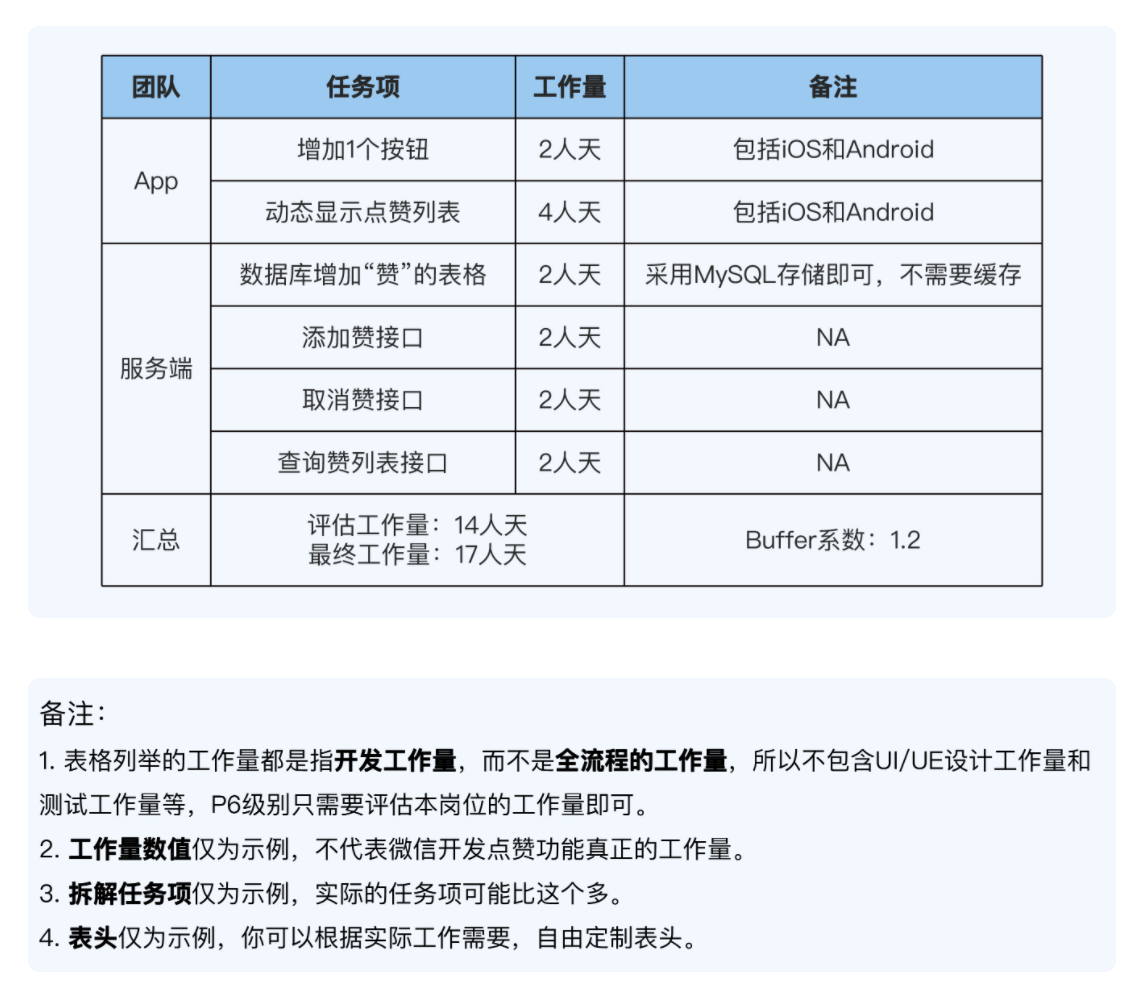 团队 任务项 工作量 备注
App
增加1个按钮 2人天 包括iOS和Android
动态显示点赞列表 4人天 包括iOS和Android
服务端
数据库增加“赞”的表格 2人天 采用MySQL存储即可，不需要缓存
添加赞接口 2人天 NA
取消赞接口 2人天 NA
查询赞列表接口 2人天 NA
汇总
评估工作量：14人天
最终工作量：17人天
Buffer系数：1.2
备注：
1. 表格列举的工作量都是指开发工作量，而不是全流程的工作量，所以不包含UI/UE设计工作量和
测试工作量等，P6级别只需要评估本岗位的工作量即可。
2. 工作量数值仅为示例，不代表微信开发点赞功能真正的工作量。
3. 拆解任务项仅为示例，实际的任务项可能比这个多。
4. 表头仅为示例，你可以根据实际工作需要，自由定制表头。